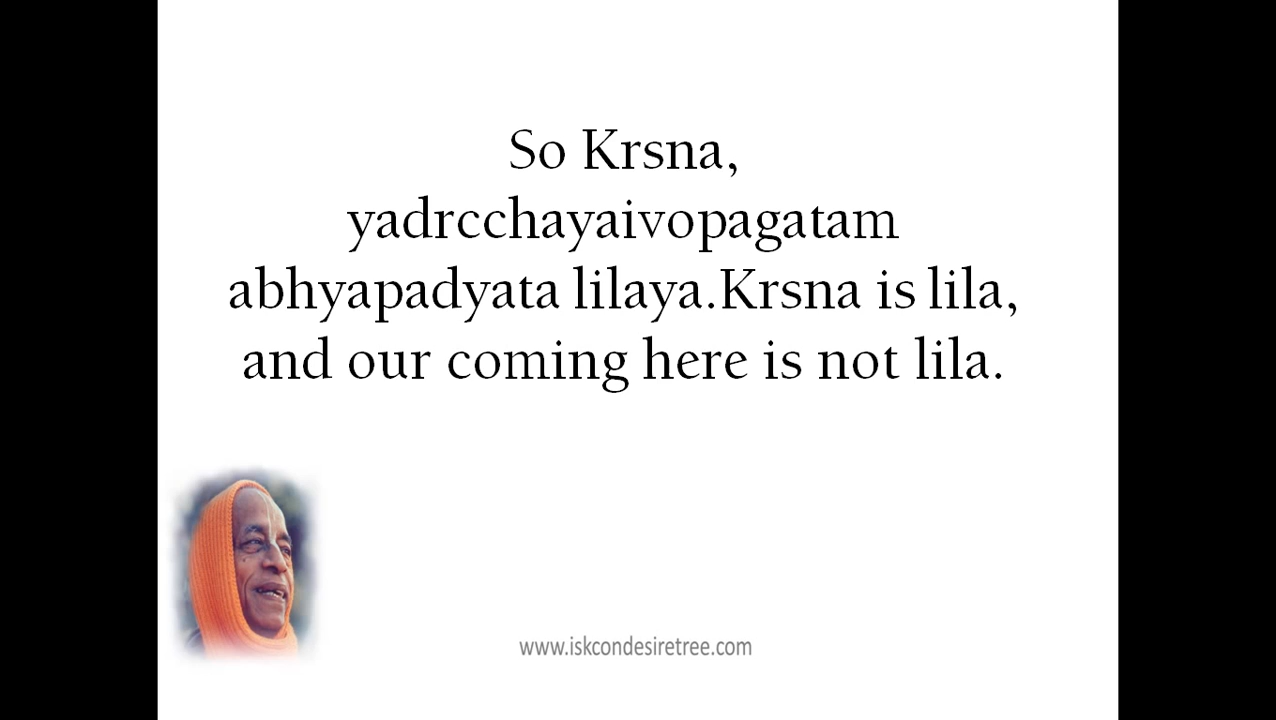 So Krsna,
yadrcchayaivopagatam
abhyapadyata lilaya.Krsna is lila,
and our coming here is not lila.
www.iskcondesiretree.com